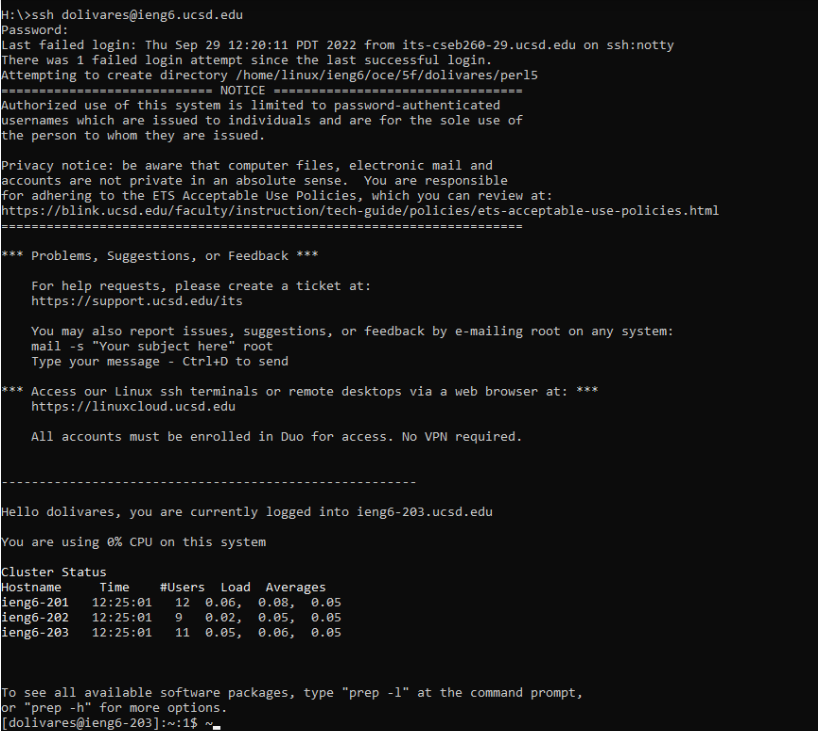 H:\>ssh dolivares@ieng6.ucsd.edu
Password:
Last failed login: Thu Sep 29 12:20:11 PDT 2022 from its-cseb260-29.ucsd.edu on ssh:notty
There was 1 failed login attempt since the last successful login.
Attempting to create directory /home/linux/ieng6/oce/5f/dolivares/perl5
============================ NOTICE =================================
Authorized use of this system is limited to password-authenticated
usernames which are issued to individuals and are for the sole use of
the person to whom they are issued.

Privacy notice: be aware that computer files, electronic mail and
accounts are not private in an absolute sense.  You are responsible
for adhering to the ETS Acceptable Use Policies, which you can review at:
https://blink.ucsd.edu/faculty/instruction/tech-guide/policies/ets-acceptable-use-policies.html
=====================================================================

*** Problems, Suggestions, or Feedback ***

    For help requests, please create a ticket at:
    https://support.ucsd.edu/its

    You may also report issues, suggestions, or feedback by e-mailing root on any system:
    mail -s "Your subject here" root
    Type your message - Ctrl+D to send

*** Access our Linux ssh terminals or remote desktops via a web browser at: ***
    https://linuxcloud.ucsd.edu

    All accounts must be enrolled in Duo for access. No VPN required.


-------------------------------------------------------

Hello dolivares, you are currently logged into ieng6-203.ucsd.edu

You are using 0% CPU on this system

Cluster Status
Hostname     Time    #Users  Load  Averages
ieng6-201   12:25:01   12  0.06,  0.08,  0.05
ieng6-202   12:25:01   9   0.02,  0.05,  0.05
ieng6-203   12:25:01   11  0.05,  0.06,  0.05



To see all available software packages, type "prep -l" at the command prompt,
or "prep -h" for more options.
[dolivares@ieng6-203]:~:1$ ~_